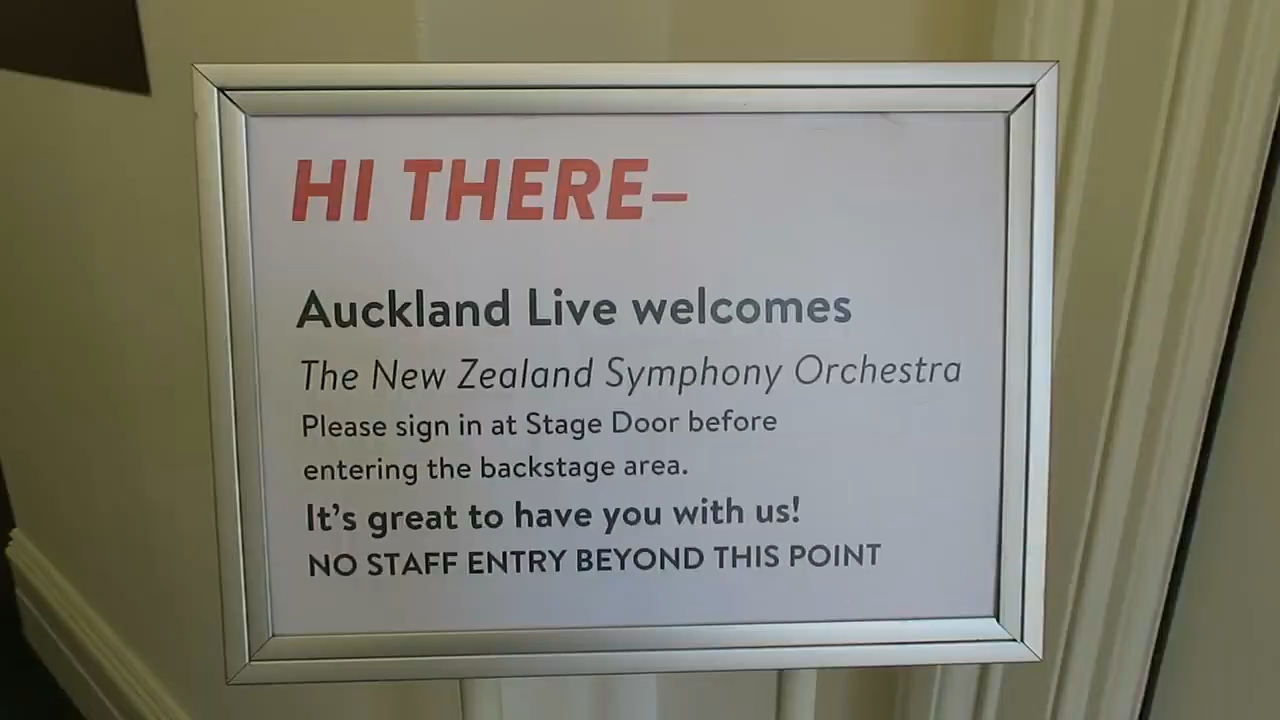 HI THERE–
Auckland Live welcomes
The New Zealand Symphony Orchestra
Please sign in at Stage Door before
entering the backstage area.
It's great to have you with us!
NO STAFF ENTRY BEYOND THIS POINT